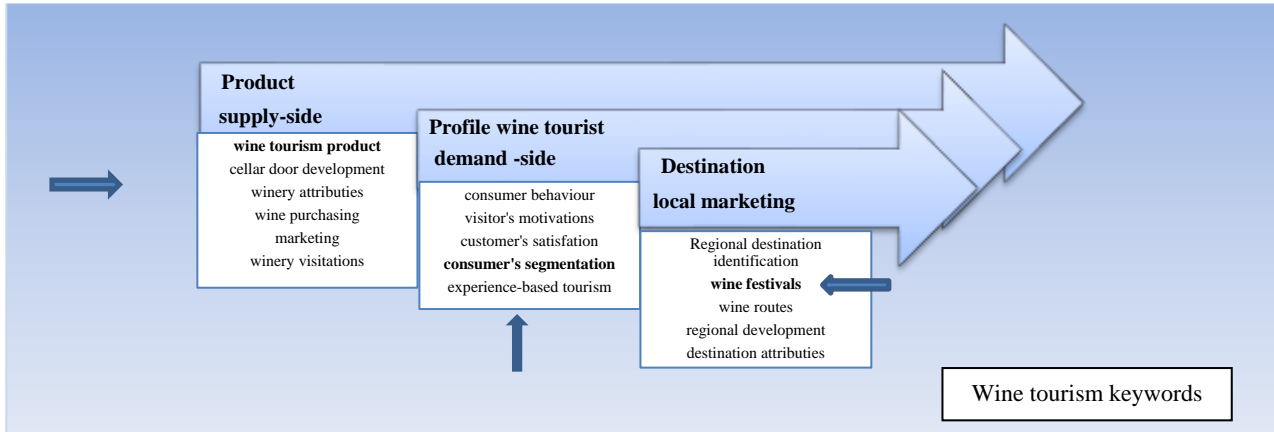 Product
supply-side
wine tourism product
cellar door development
winery attributies
wine purchasing
marketing
winery visitations
Profile wine tourist
demand -side
consumer behaviour
visitor's motivations
customer's satisfation
consumer's segmentation
experience-based tourism
Destination
local marketing
Regional destination
identification
wine festivals
wine routes
regional development
destination attributies
Wine tourism keywords